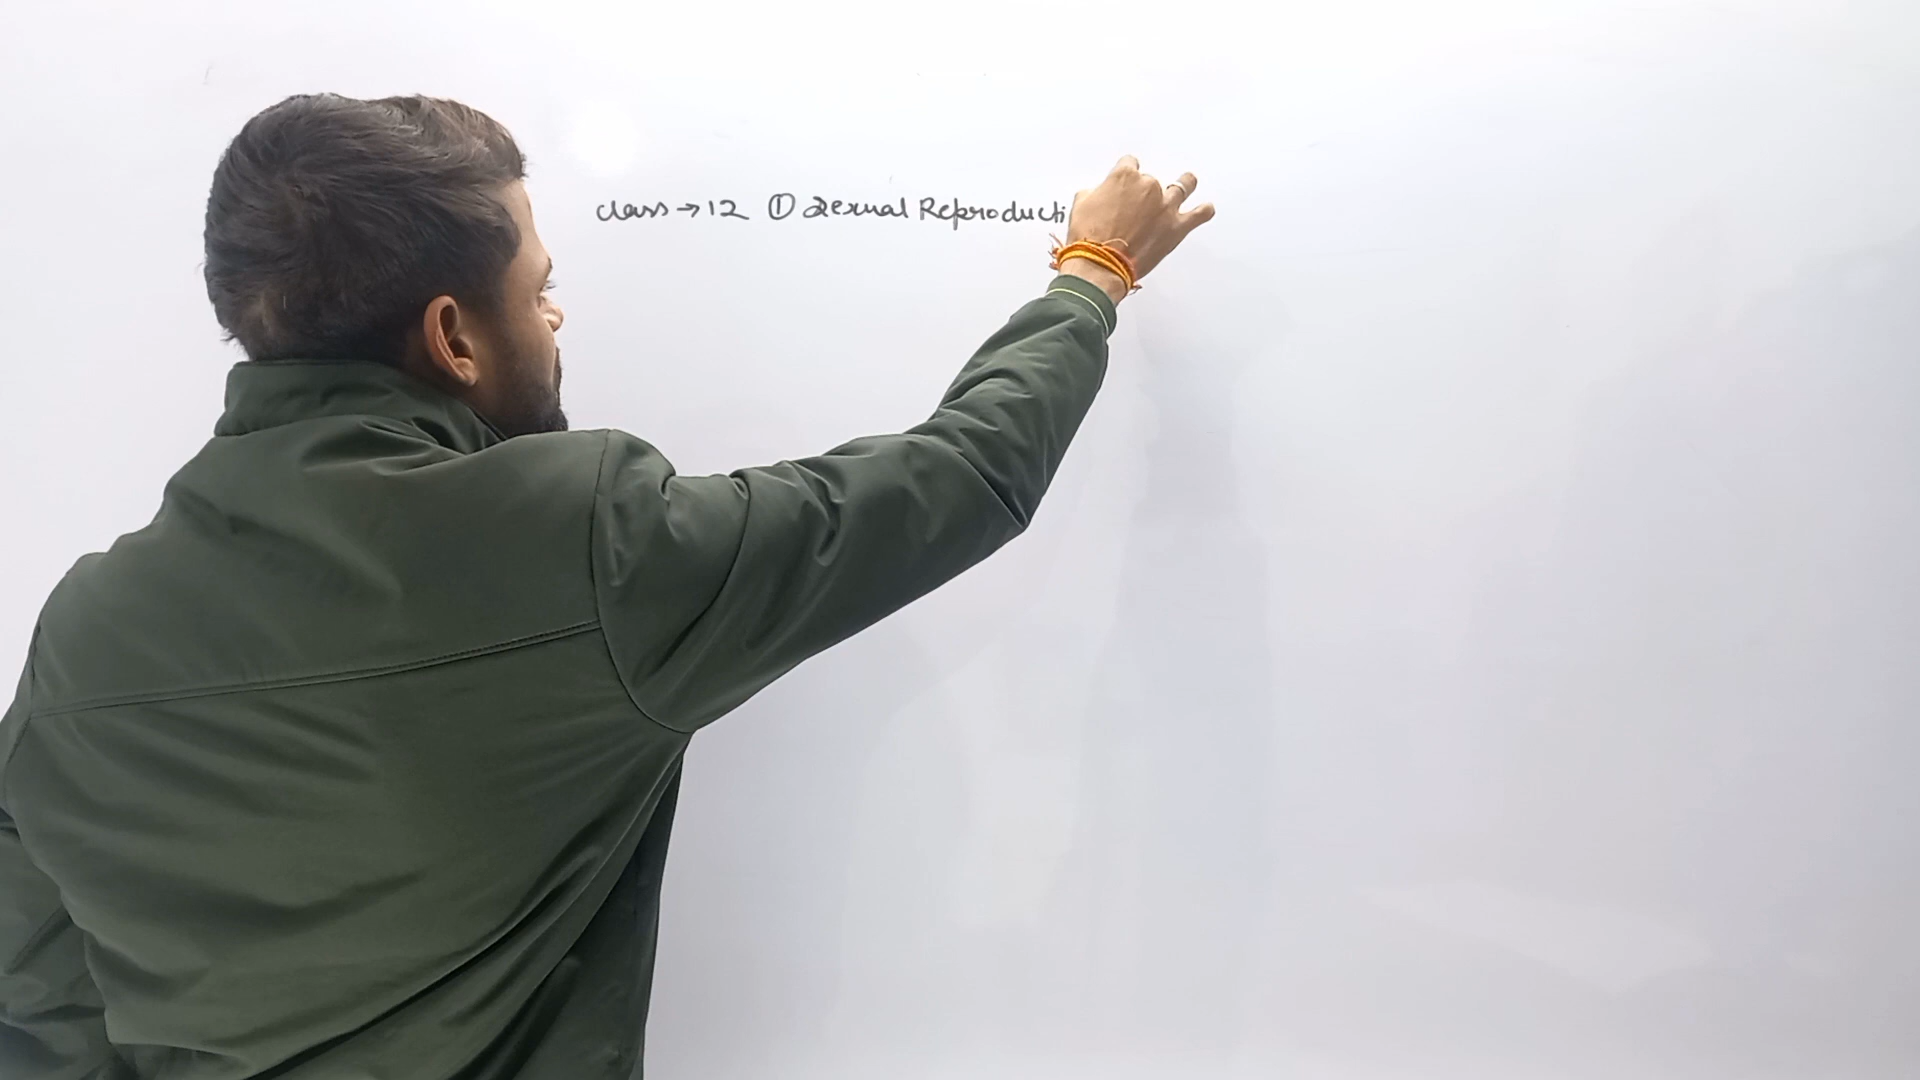 class → 12 ① Sexual Reproducti